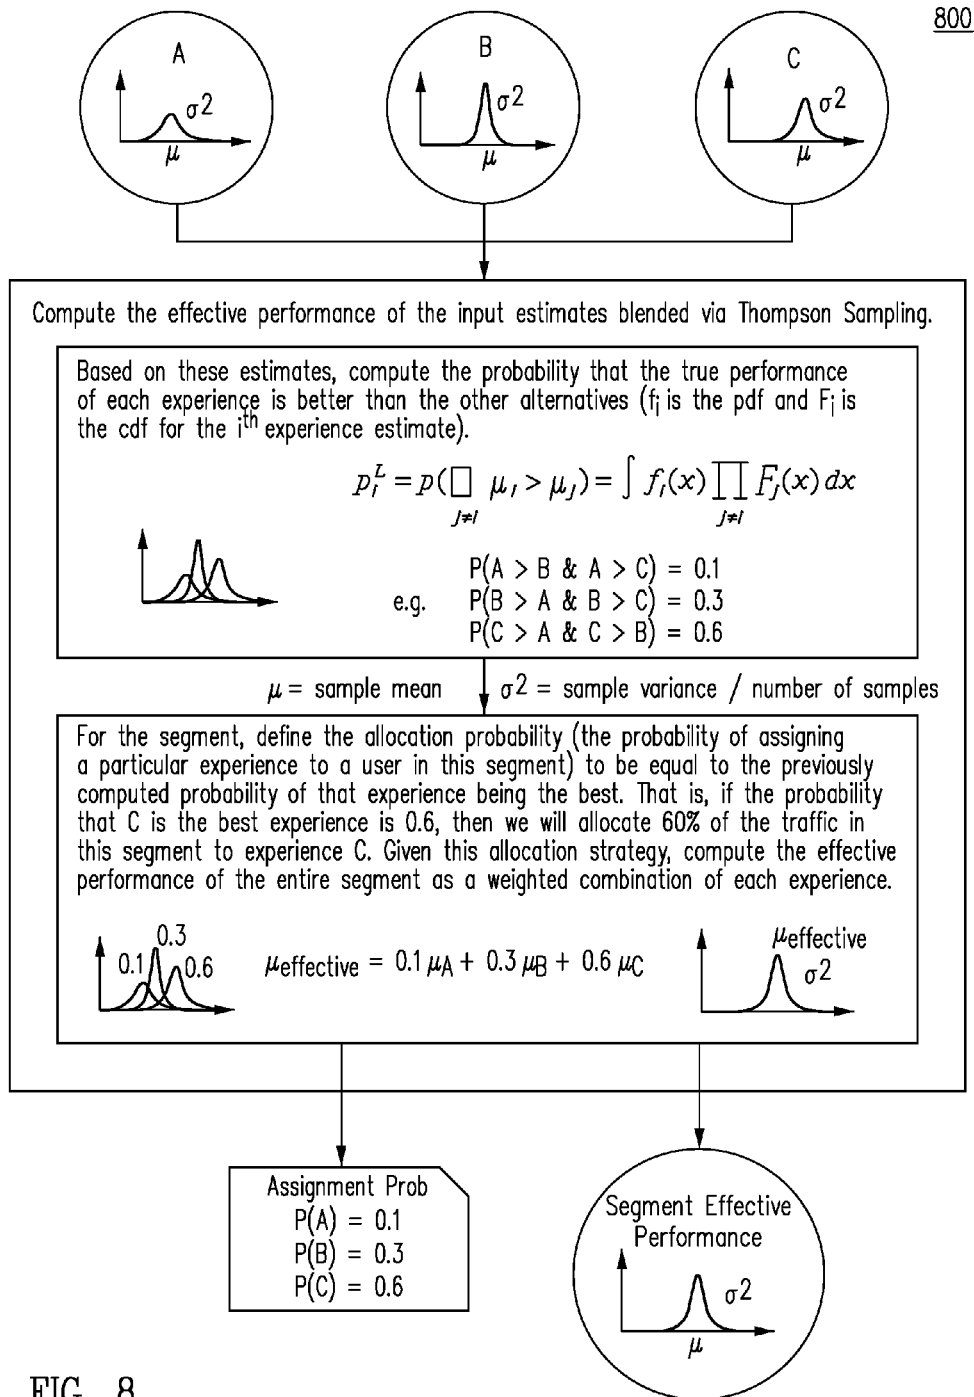 800
A
σ2
μ
B
σ2
μ
C
σ2
μ
Compute the effective performance of the input estimates blended via Thompson Sampling.
Based on these estimates, compute the probability that the true performance
of each experience is better than the other alternatives (fi is the pdf and Fi is
the cdf for the ith experience estimate).
p_i^L = p(□ μi > μj) = ∫ fi(x) ∏ Fj(x) dx
j≠i j≠i
P(A > B & A > C) = 0.1
e.g. P(B > A & B > C) = 0.3
P(C > A & C > B) = 0.6
μ = sample mean σ2 = sample variance / number of samples
For the segment, define the allocation probability (the probability of assigning
a particular experience to a user in this segment) to be equal to the previously
computed probability of that experience being the best. That is, if the probability
that C is the best experience is 0.6, then we will allocate 60% of the traffic in
this segment to experience C. Given this allocation strategy, compute the effective
performance of the entire segment as a weighted combination of each experience.
0.3
0.1 0.6
μeffective = 0.1 μA + 0.3 μB + 0.6 μC
μeffective
σ2
Assignment Prob
P(A) = 0.1
P(B) = 0.3
P(C) = 0.6
Segment Effective
Performance
σ2
μ
FIG. 8